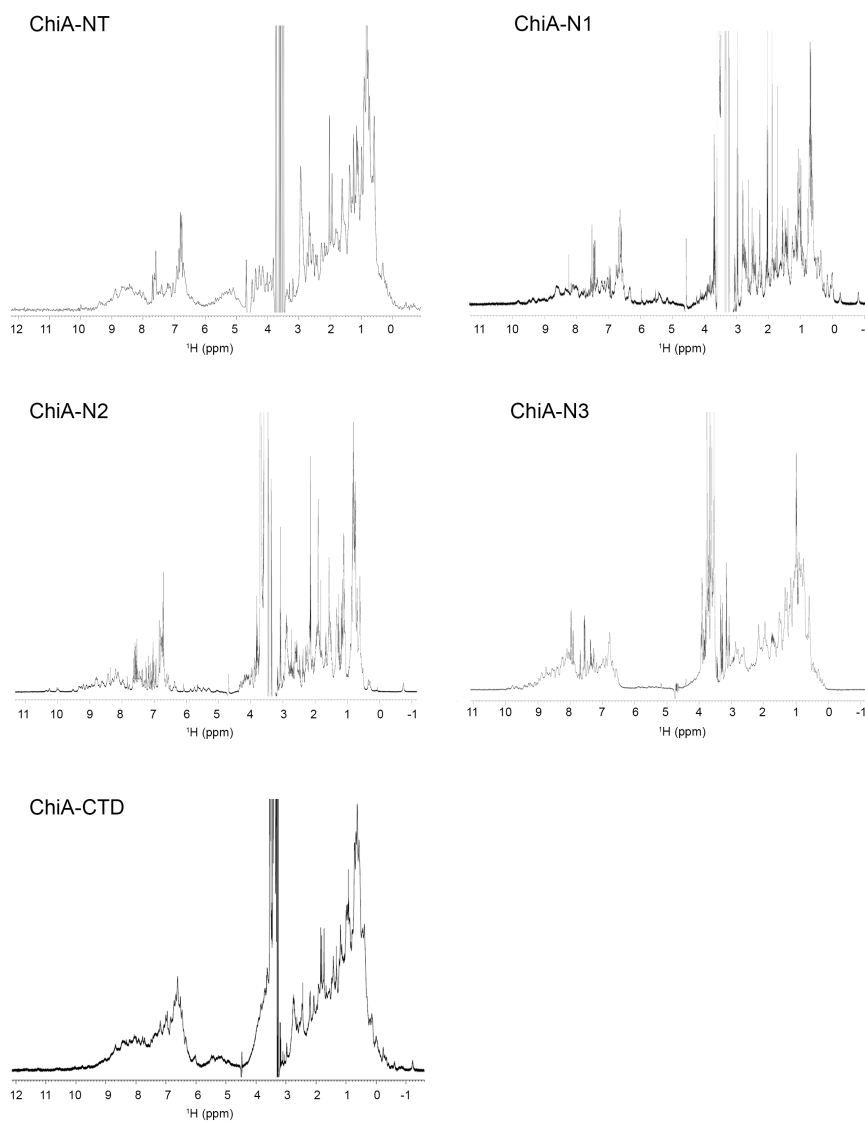 ChiA-NT
12 11 10 9 8 7 6 5 4 3 2 1 0
¹H (ppm)
ChiA-N1
11 10 9 8 7 6 5 4 3 2 1 0 -
¹H (ppm)
ChiA-N2
11 10 9 8 7 6 5 4 3 2 1 0 -1
¹H (ppm)
ChiA-N3
11 10 9 8 7 6 5 4 3 2 1 0 -1
¹H (ppm)
ChiA-CTD
12 11 10 9 8 7 6 5 4 3 2 1 0 -1
¹H (ppm)